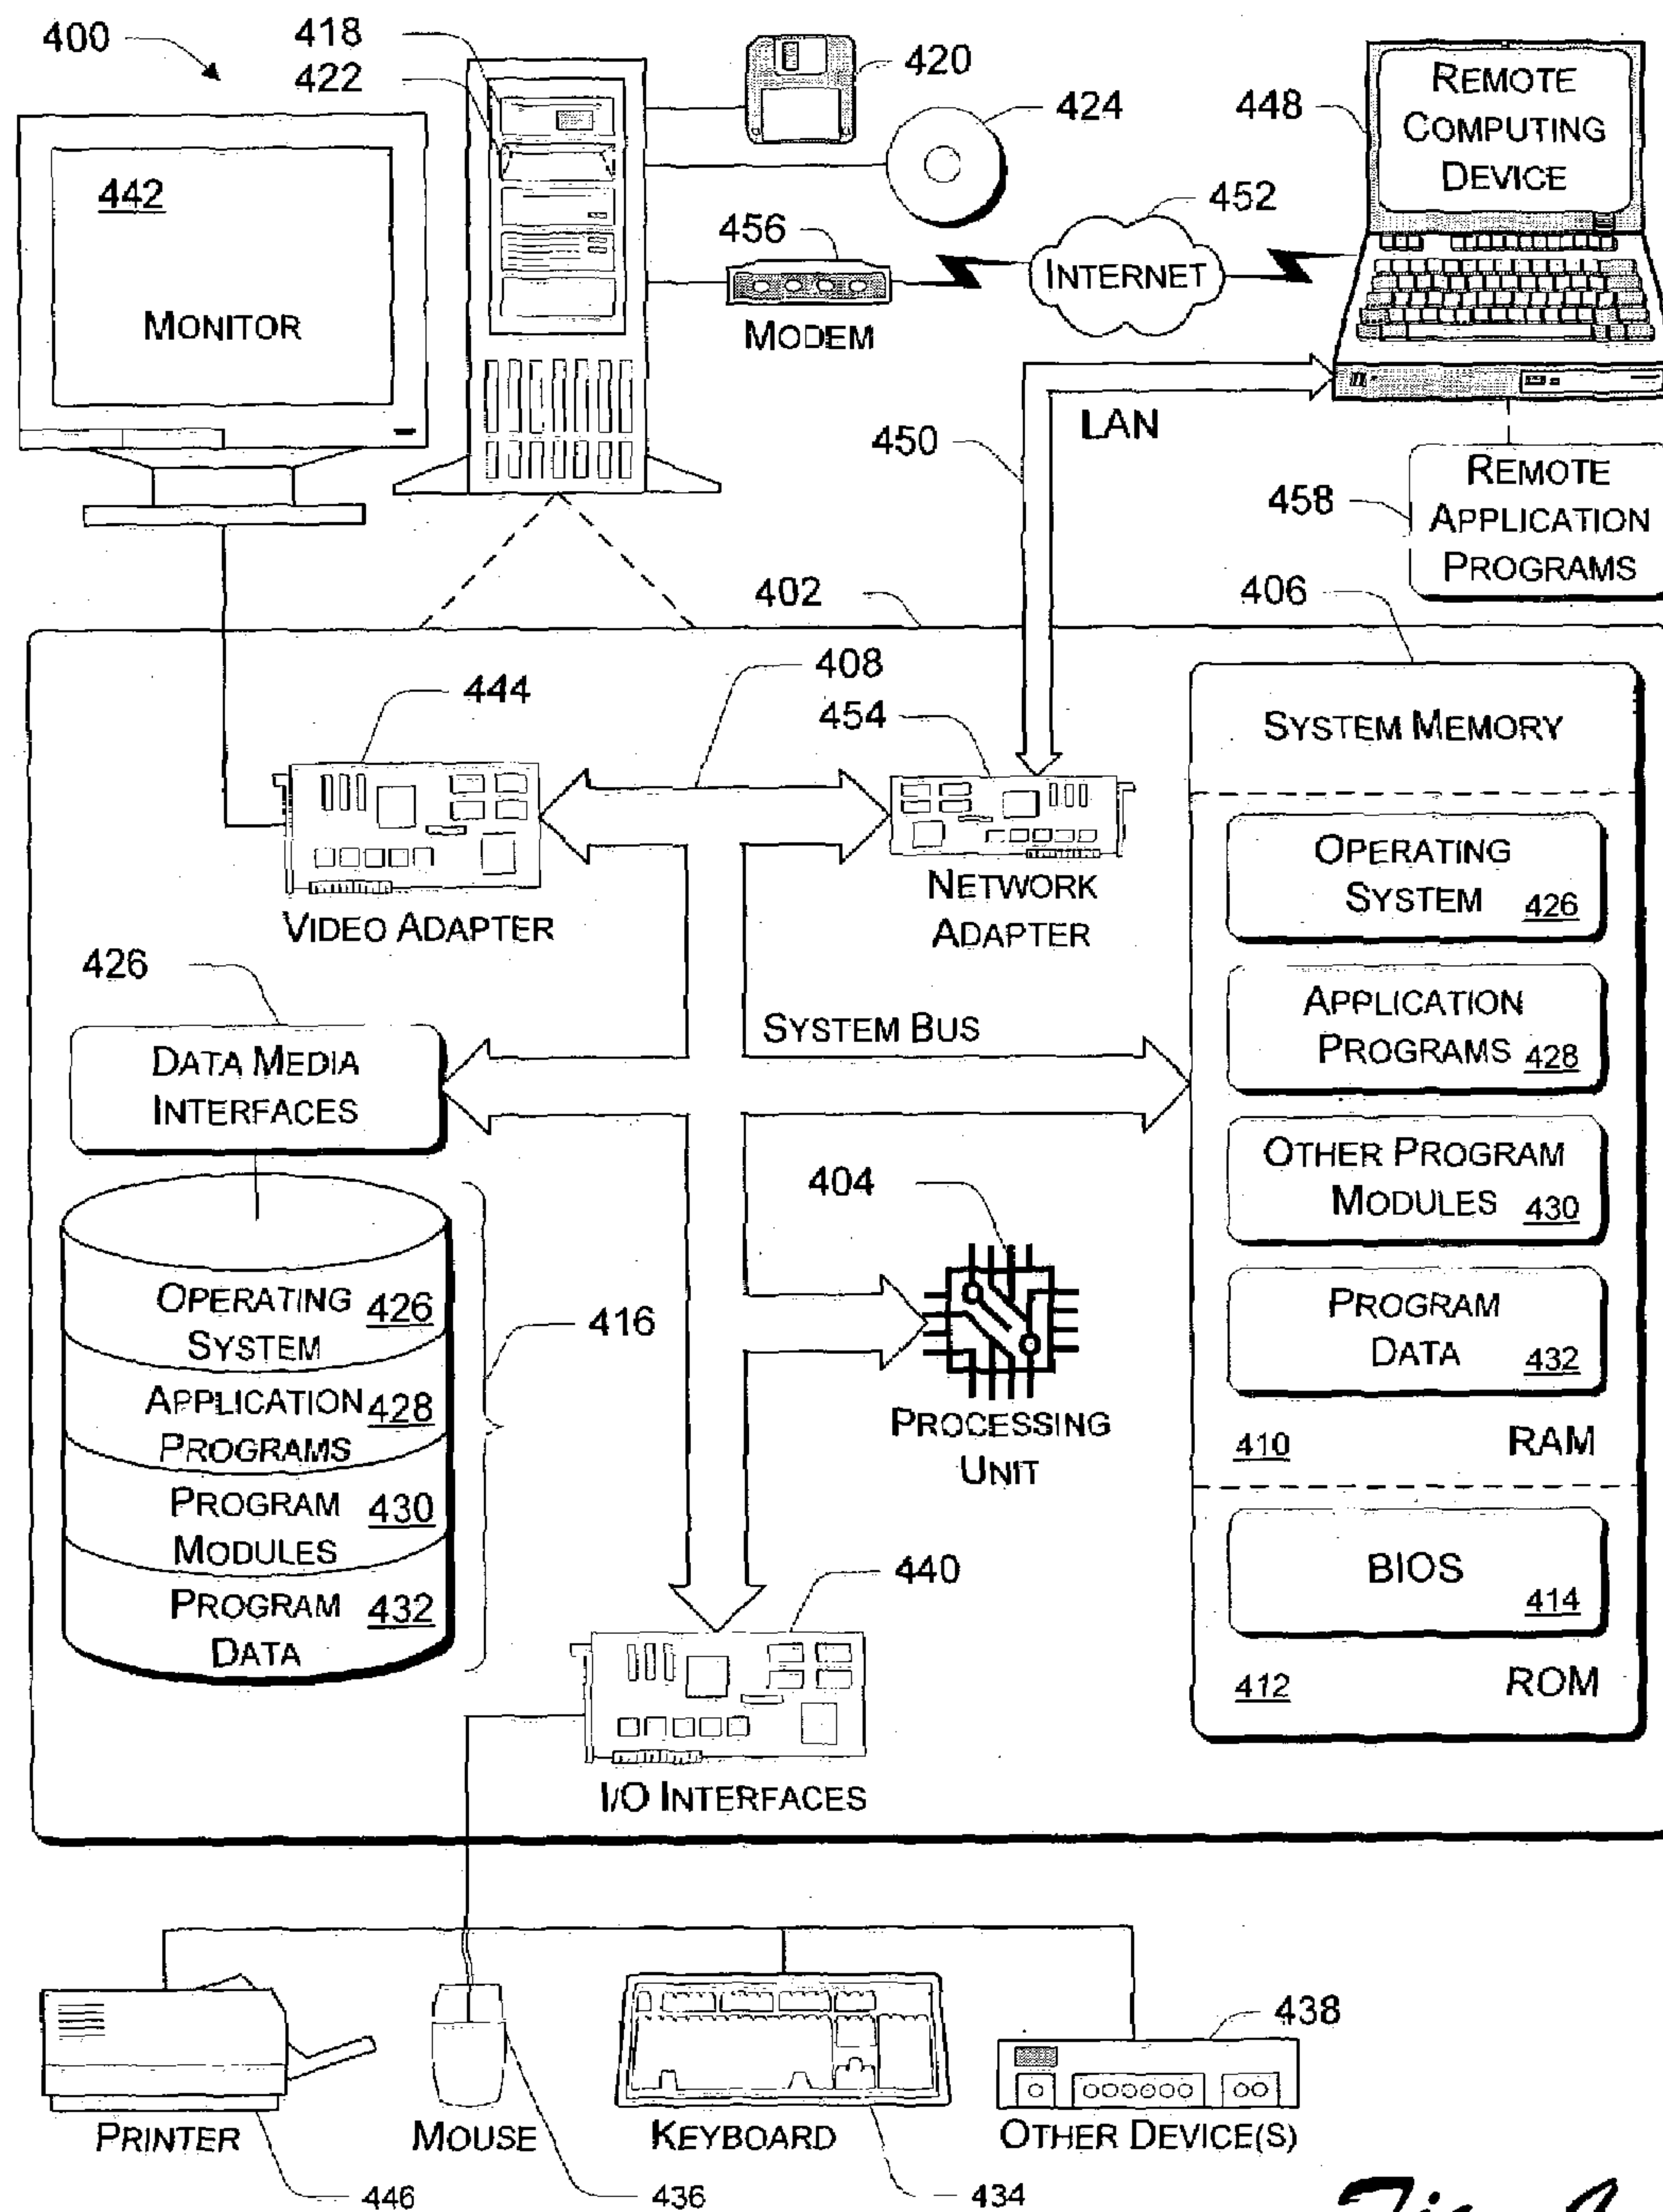 400
418
422
420
424
442
MONITOR
456
MODEM
452
INTERNET
448
REMOTE
COMPUTING
DEVICE
LAN
450
458
REMOTE
APPLICATION
PROGRAMS
402
406
408
444
454
VIDEO ADAPTER
NETWORK
ADAPTER
SYSTEM MEMORY
OPERATING
SYSTEM 426
APPLICATION
PROGRAMS 428
OTHER PROGRAM
MODULES 430
PROGRAM
DATA 432
410 RAM
BIOS
414
412 ROM
426
DATA MEDIA
INTERFACES
SYSTEM BUS
404
PROCESSING
UNIT
OPERATING 426
SYSTEM
APPLICATION 428
PROGRAMS
PROGRAM 430
MODULES
PROGRAM 432
DATA
416
440
I/O INTERFACES
438
PRINTER
MOUSE
KEYBOARD
OTHER DEVICE(S)
446
436
434